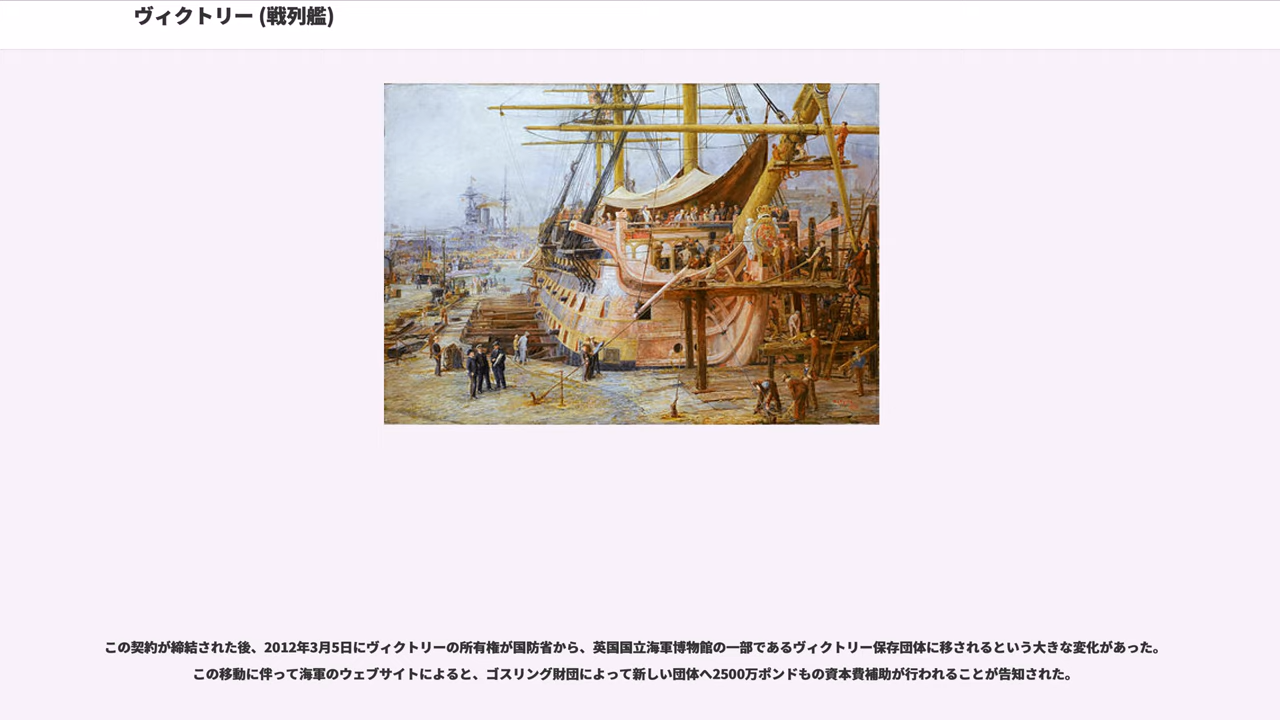 ヴィクトリー (戦列艦)
この契約が締結された後、2012年3月5日にヴィクトリーの所有権が国防省から、英国国立海軍博物館の一部であるヴィクトリー保存団体に移されるという大きな変化があった。
この移動に伴って海軍のウェブサイトによると、ゴスリング財団によって新しい団体へ2500万ポンドもの資本費補助が行われることが告知された。